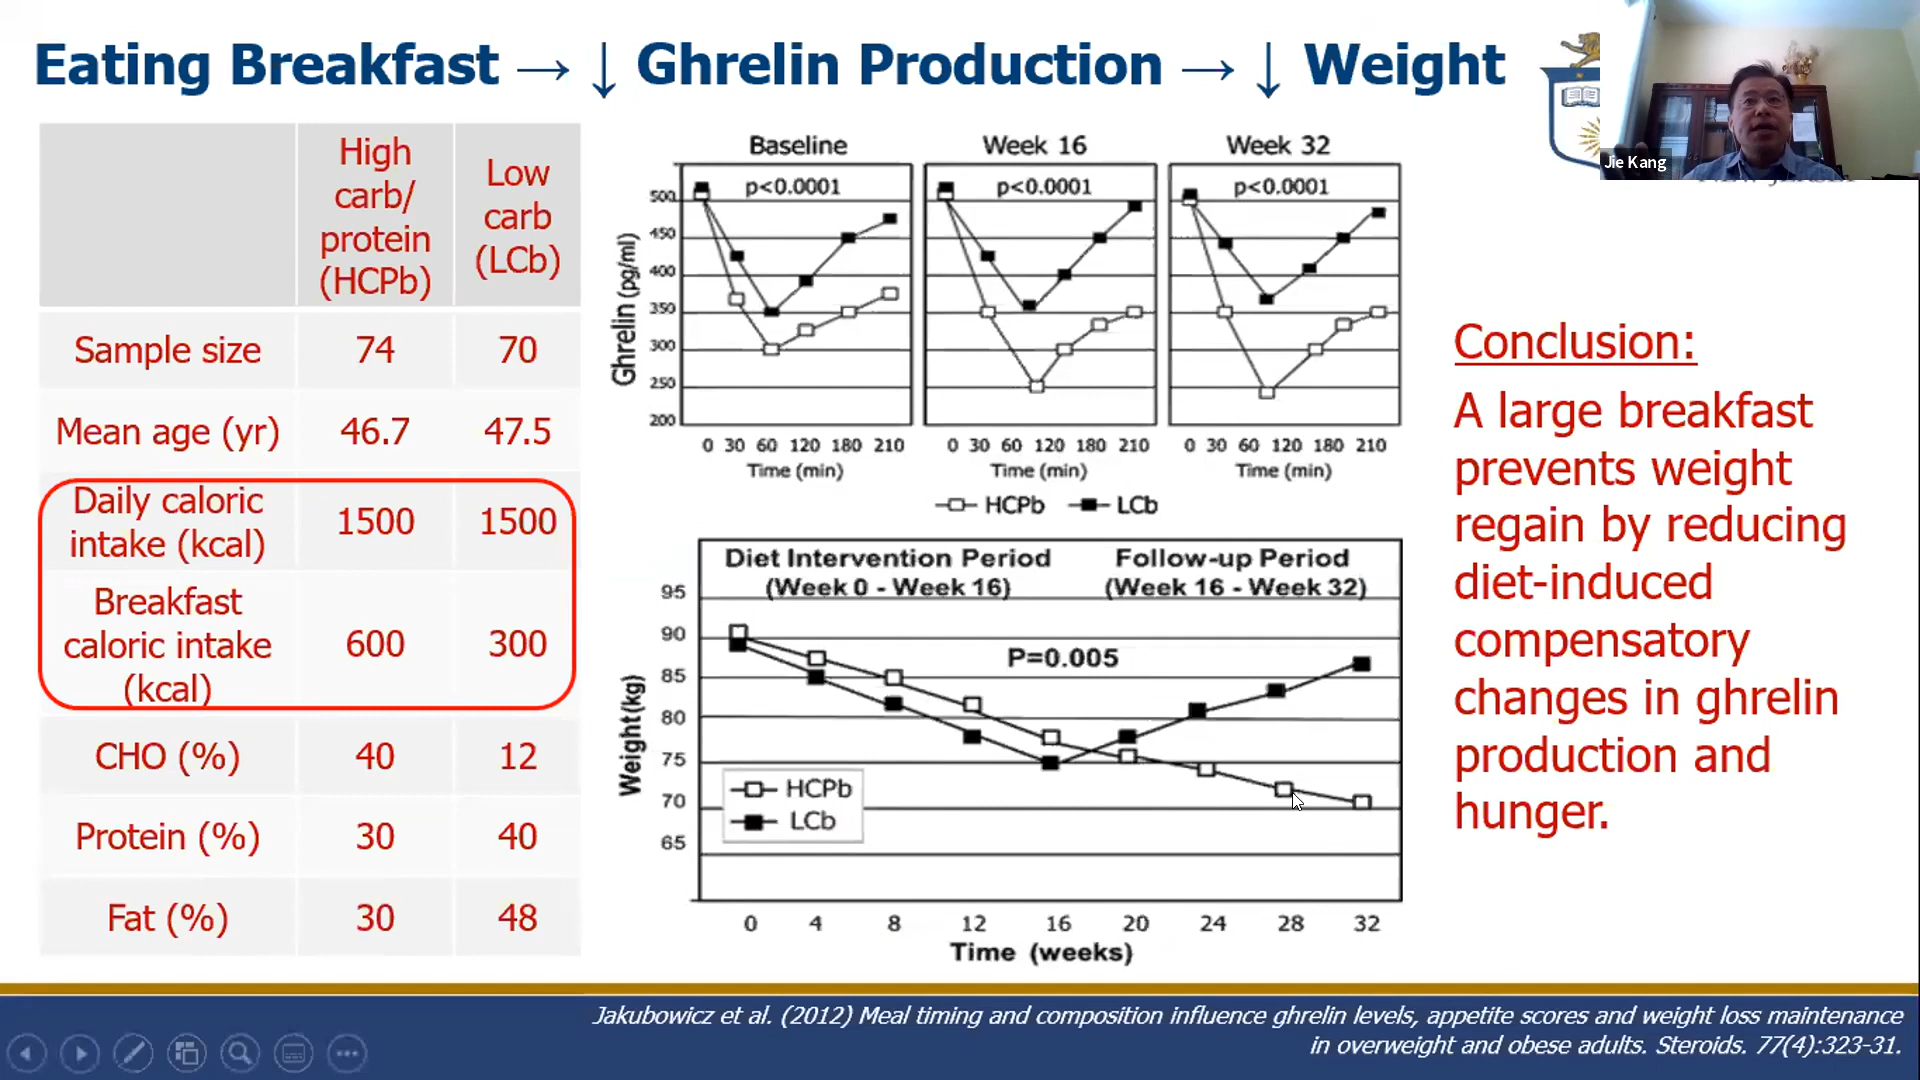 Eating Breakfast → ↓ Ghrelin Production → ↓ Weight
Jie Kang
High carb/ protein (HCPb)
Low carb (LCb)
Sample size 74 70
Mean age (yr) 46.7 47.5
Daily caloric intake (kcal) 1500 1500
Breakfast caloric intake (kcal) 600 300
CHO (%) 40 12
Protein (%) 30 40
Fat (%) 30 48
Baseline
Week 16
Week 32
p<0.0001
p<0.0001
p<0.0001
Ghrelin (pg/ml)
500
450
400
350
300
250
200
0 30 60 120 180 210
0 30 60 120 180 210
0 30 60 120 180 210
Time (min)
Time (min)
Time (min)
HCPb LCb
Diet Intervention Period
(Week 0 - Week 16)
Follow-up Period
(Week 16 - Week 32)
P=0.005
Weight(kg)
95
90
85
80
75
70
65
HCPb
LCb
0 4 8 12 16 20 24 28 32
Time (weeks)
Conclusion:
A large breakfast
prevents weight
regain by reducing
diet-induced
compensatory
changes in ghrelin
production and
hunger.
Jakubowicz et al. (2012) Meal timing and composition influence ghrelin levels, appetite scores and weight loss maintenance
in overweight and obese adults. Steroids. 77(4):323-31.